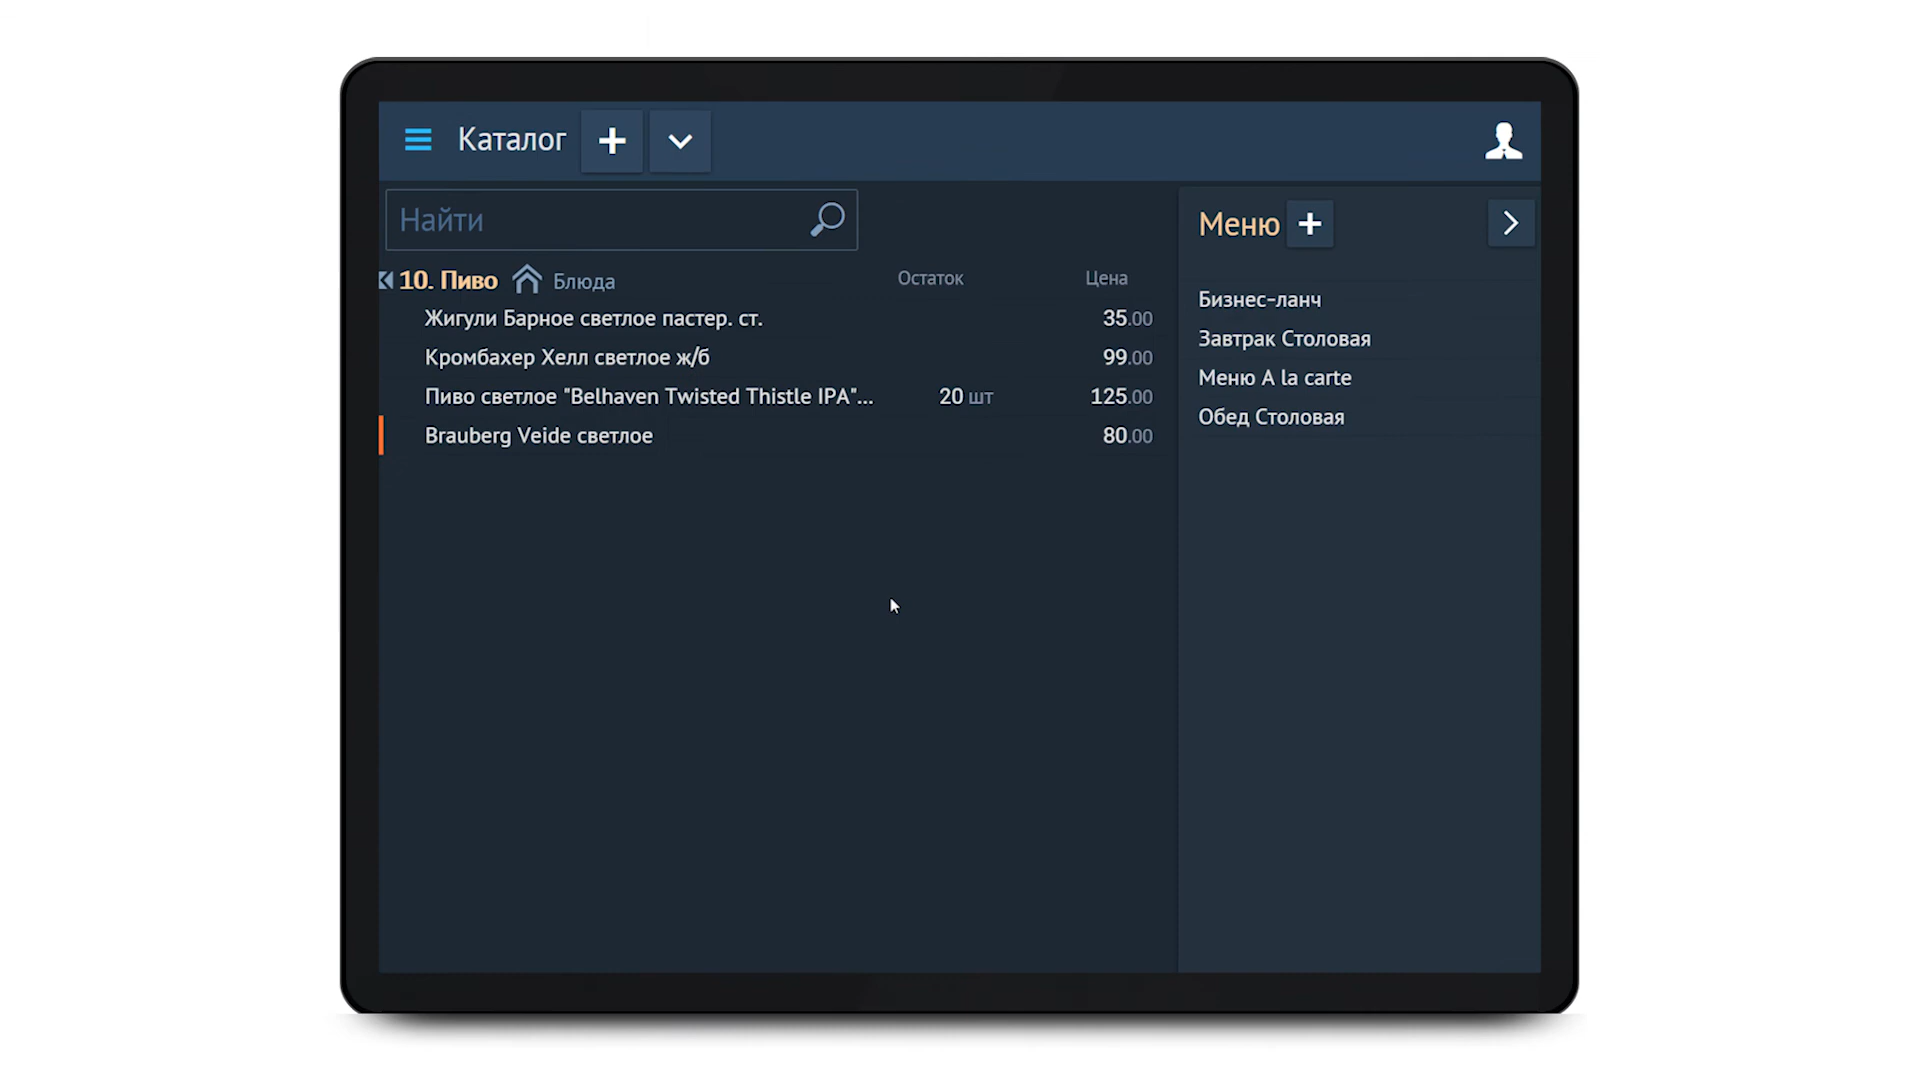 Каталог
Найти
10. Пиво Блюда Остаток Цена
Жигули Барное светлое пастер. ст. 35.00
Кромбахер Хелл светлое ж/б 99.00
Пиво светлое "Belhaven Twisted Thistle IPA"... 20 шт 125.00
Brauberg Veide светлое 80.00
Меню
Бизнес-ланч
Завтрак Столовая
Меню A la carte
Обед Столовая